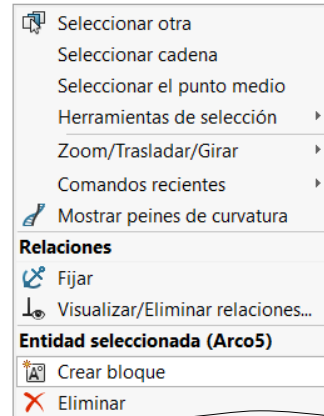 Seleccionar otra
Seleccionar cadena
Seleccionar el punto medio
Herramientas de selección
Zoom/Trasladar/Girar
Comandos recientes
Mostrar peines de curvatura
Relaciones
Fijar
Visualizar/Eliminar relaciones...
Entidad seleccionada (Arco5)
Crear bloque
Eliminar